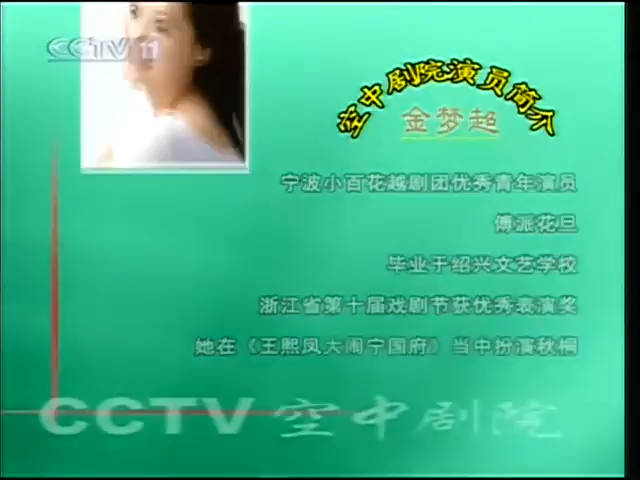 CCTV 11
空中剧院演员简介
金梦超
宁波小百花越剧团优秀青年演员
傅派花旦
毕业于绍兴文艺学校
浙江省第十届戏剧节获优秀表演奖
她在《王熙凤大闹宁国府》当中扮演秋桐
CCTV 空中剧院